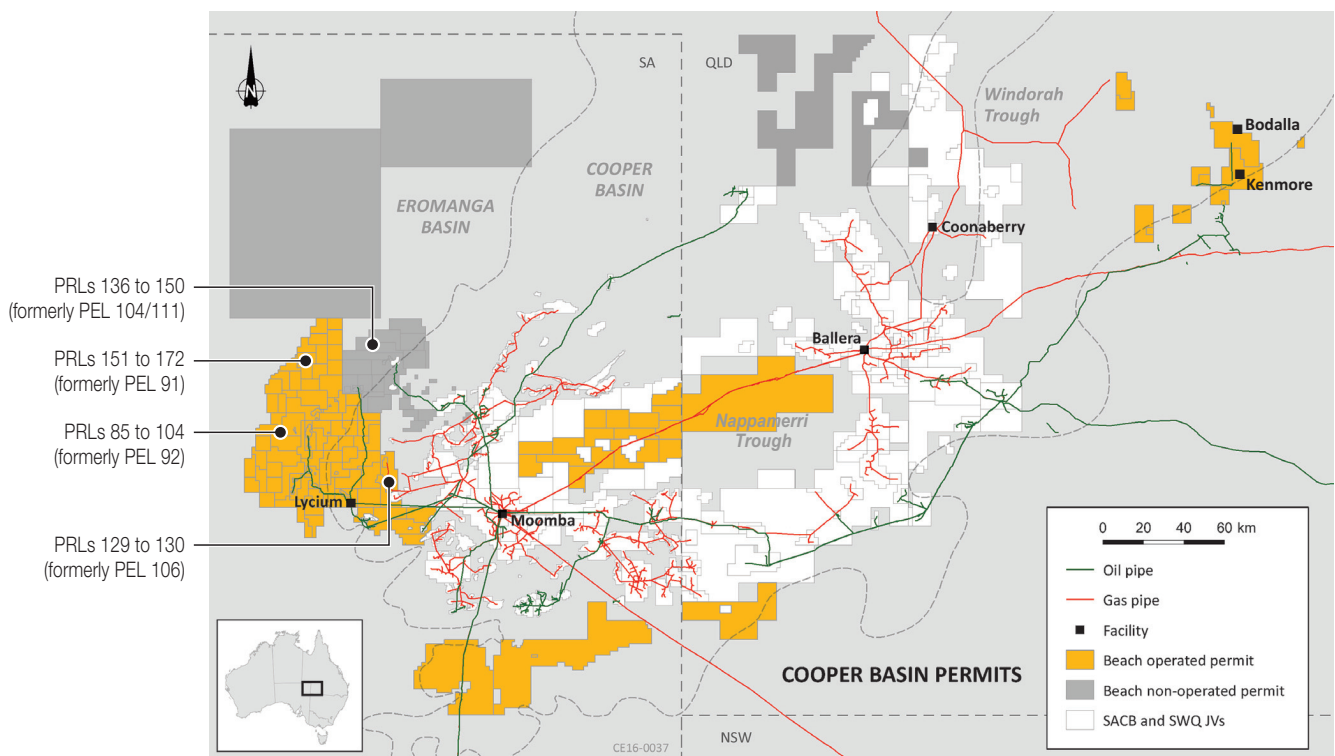 N
SA
QLD
Windorah
Trough
Bodalla
Kenmore
COOPER
BASIN
EROMANGA
BASIN
Coonaberry
PRLs 136 to 150
(formerly PEL 104/111)
PRLs 151 to 172
(formerly PEL 91)
PRLs 85 to 104
(formerly PEL 92)
PRLs 129 to 130
(formerly PEL 106)
Ballera
Nappamerri
Trough
Lycium
Moomba
0 20 40 60 km
Oil pipe
Gas pipe
Facility
Beach operated permit
Beach non-operated permit
SACB and SWQ JVs
COOPER BASIN PERMITS
NSW
CE16-0037